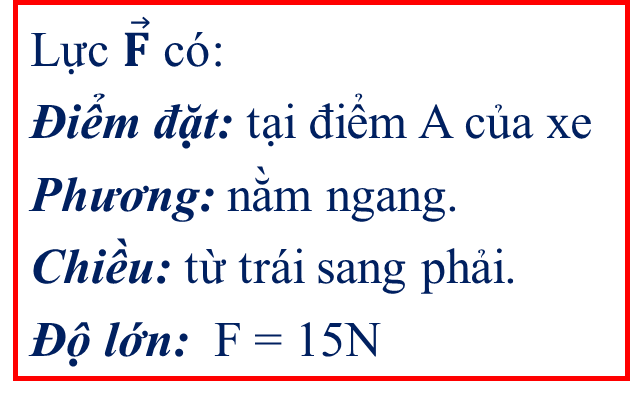 Lực F⃗ có:
Điểm đặt: tại điểm A của xe
Phương: nằm ngang.
Chiều: từ trái sang phải.
Độ lớn: F = 15N